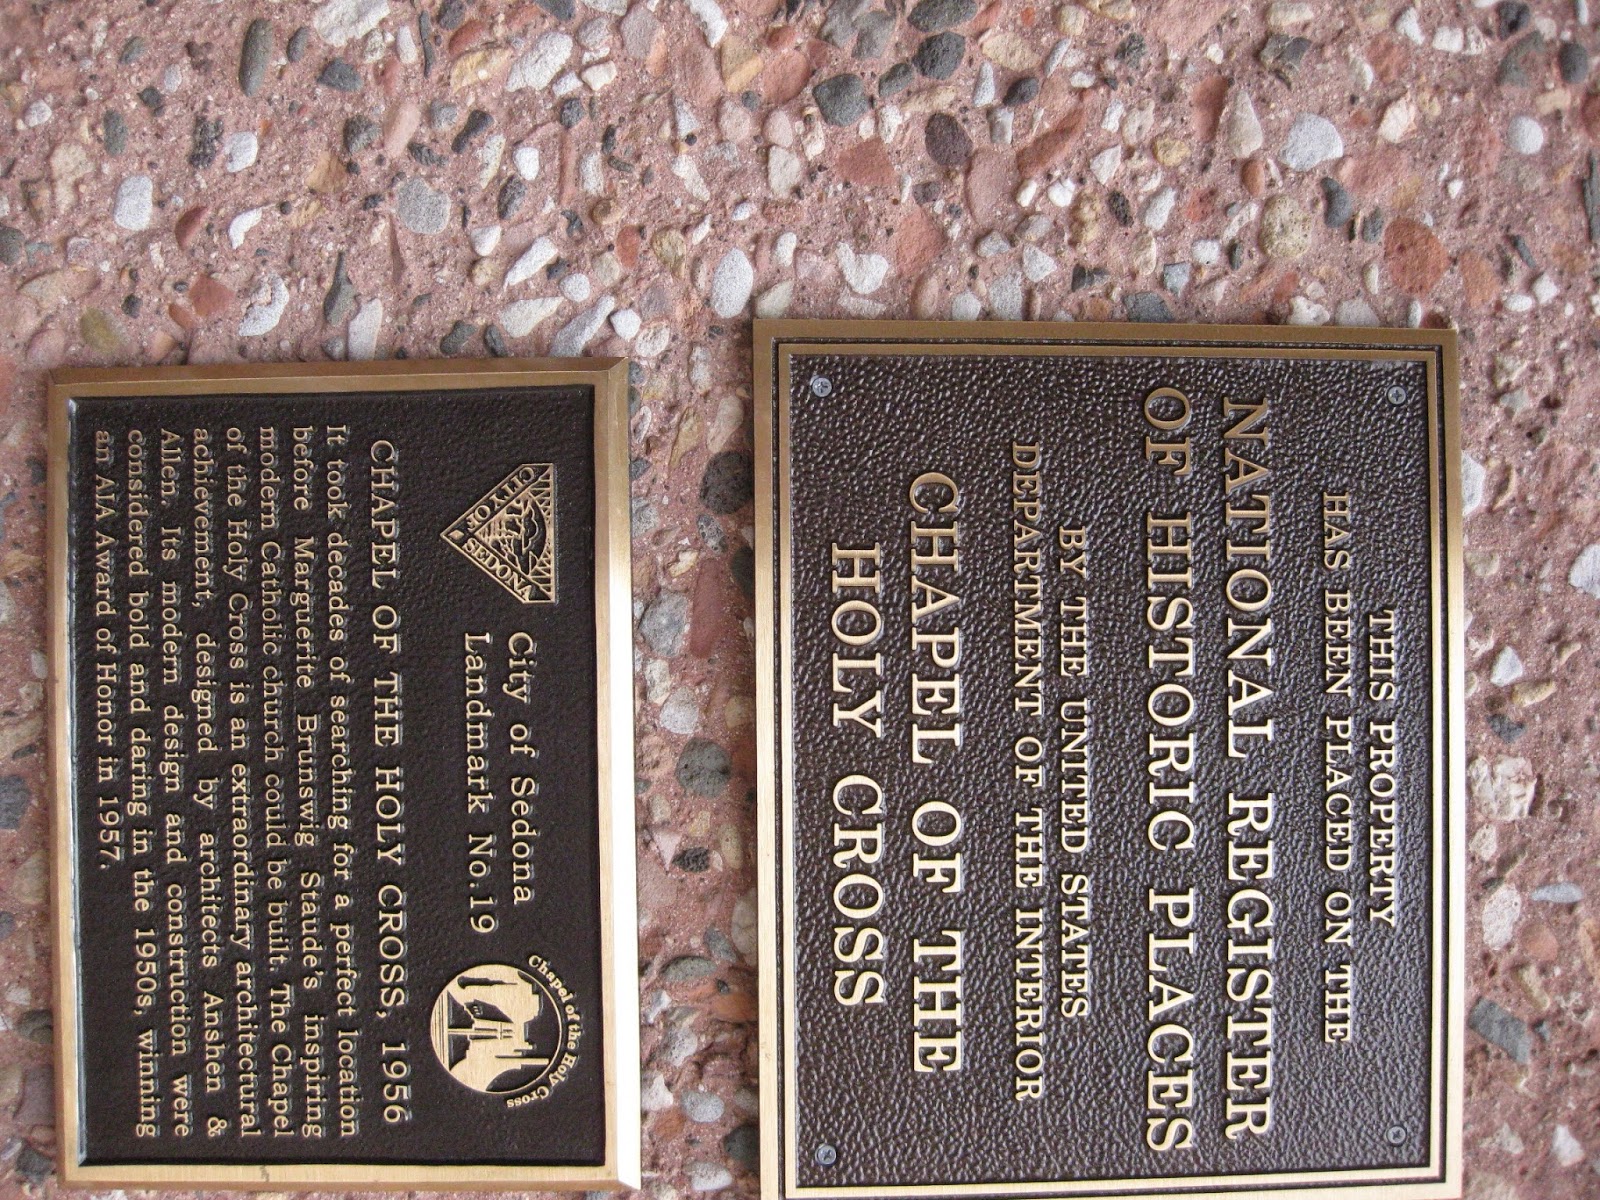 THIS PROPERTY
HAS BEEN PLACED ON THE
NATIONAL REGISTER
OF HISTORIC PLACES
BY THE UNITED STATES
DEPARTMENT OF THE INTERIOR
CHAPEL OF THE
HOLY CROSS
CITY OF SEDONA
City of Sedona
Landmark No.19
Chapel of the Holy Cross
CHAPEL OF THE HOLY CROSS, 1956
It took decades of searching for a perfect location
before Marguerite Brunswig Staude's inspiring
modern Catholic church could be built. The Chapel
of the Holy Cross is an extraordinary architectural
achievement, designed by architects Anshen &
Allen. Its modern design and construction were
considered bold and daring in the 1950s, winning
an AIA Award of Honor in 1957.